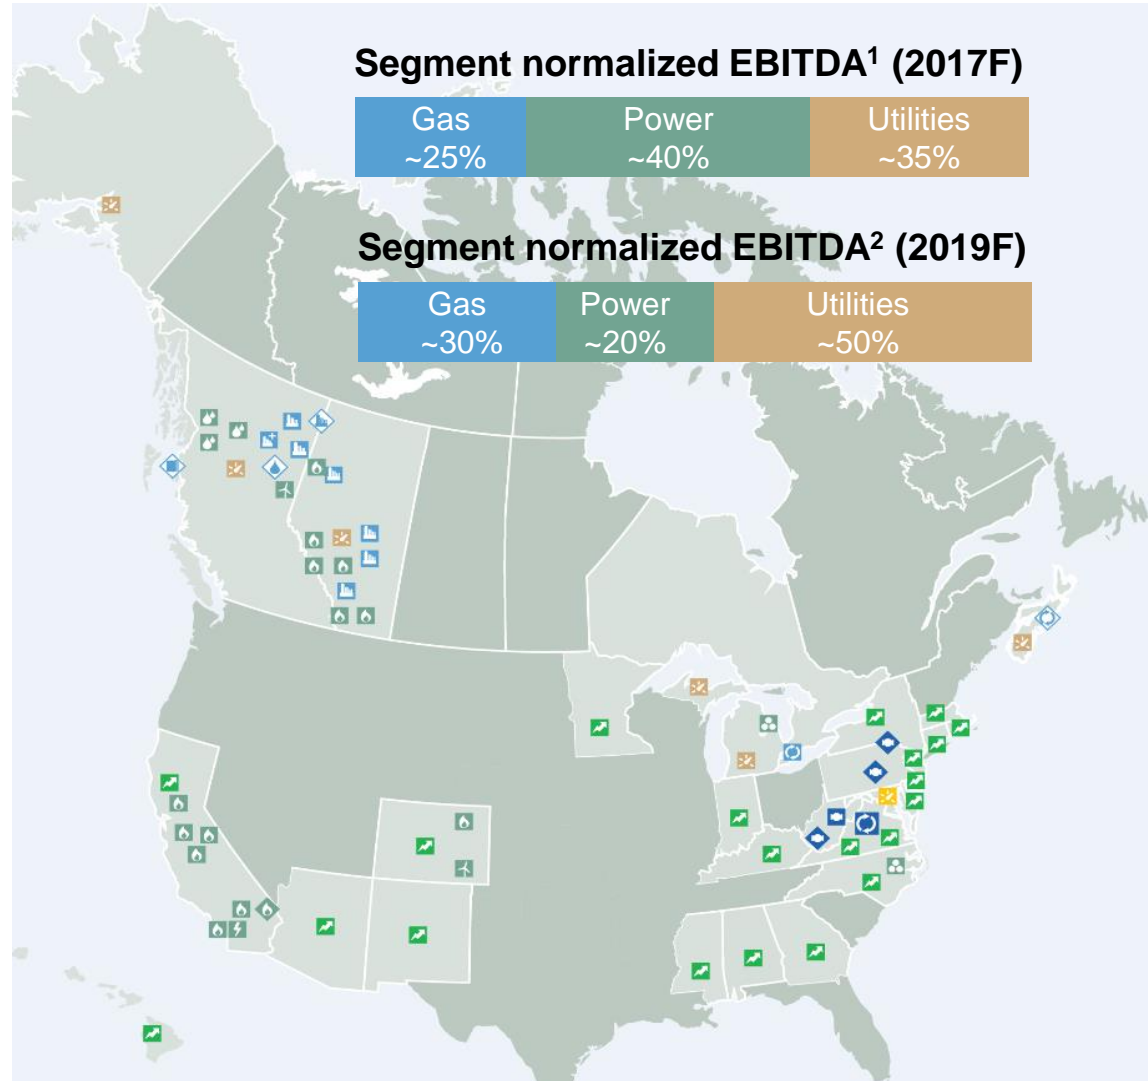 Segment normalized EBITDA¹ (2017F)
Gas Power Utilities
~25% ~40% ~35%
Segment normalized EBITDA² (2019F)
Gas Power Utilities
~30% ~20% ~50%